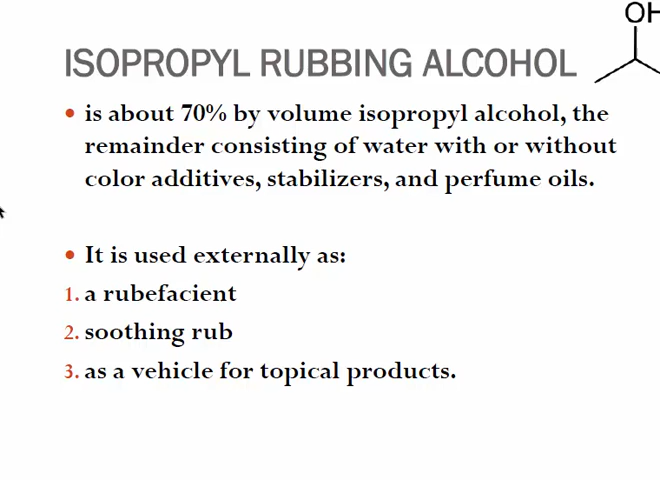 OH
ISOPROPYL RUBBING ALCOHOL
• is about 70% by volume isopropyl alcohol, the
remainder consisting of water with or without
color additives, stabilizers, and perfume oils.
• It is used externally as:
1. a rubefacient
2. soothing rub
3. as a vehicle for topical products.